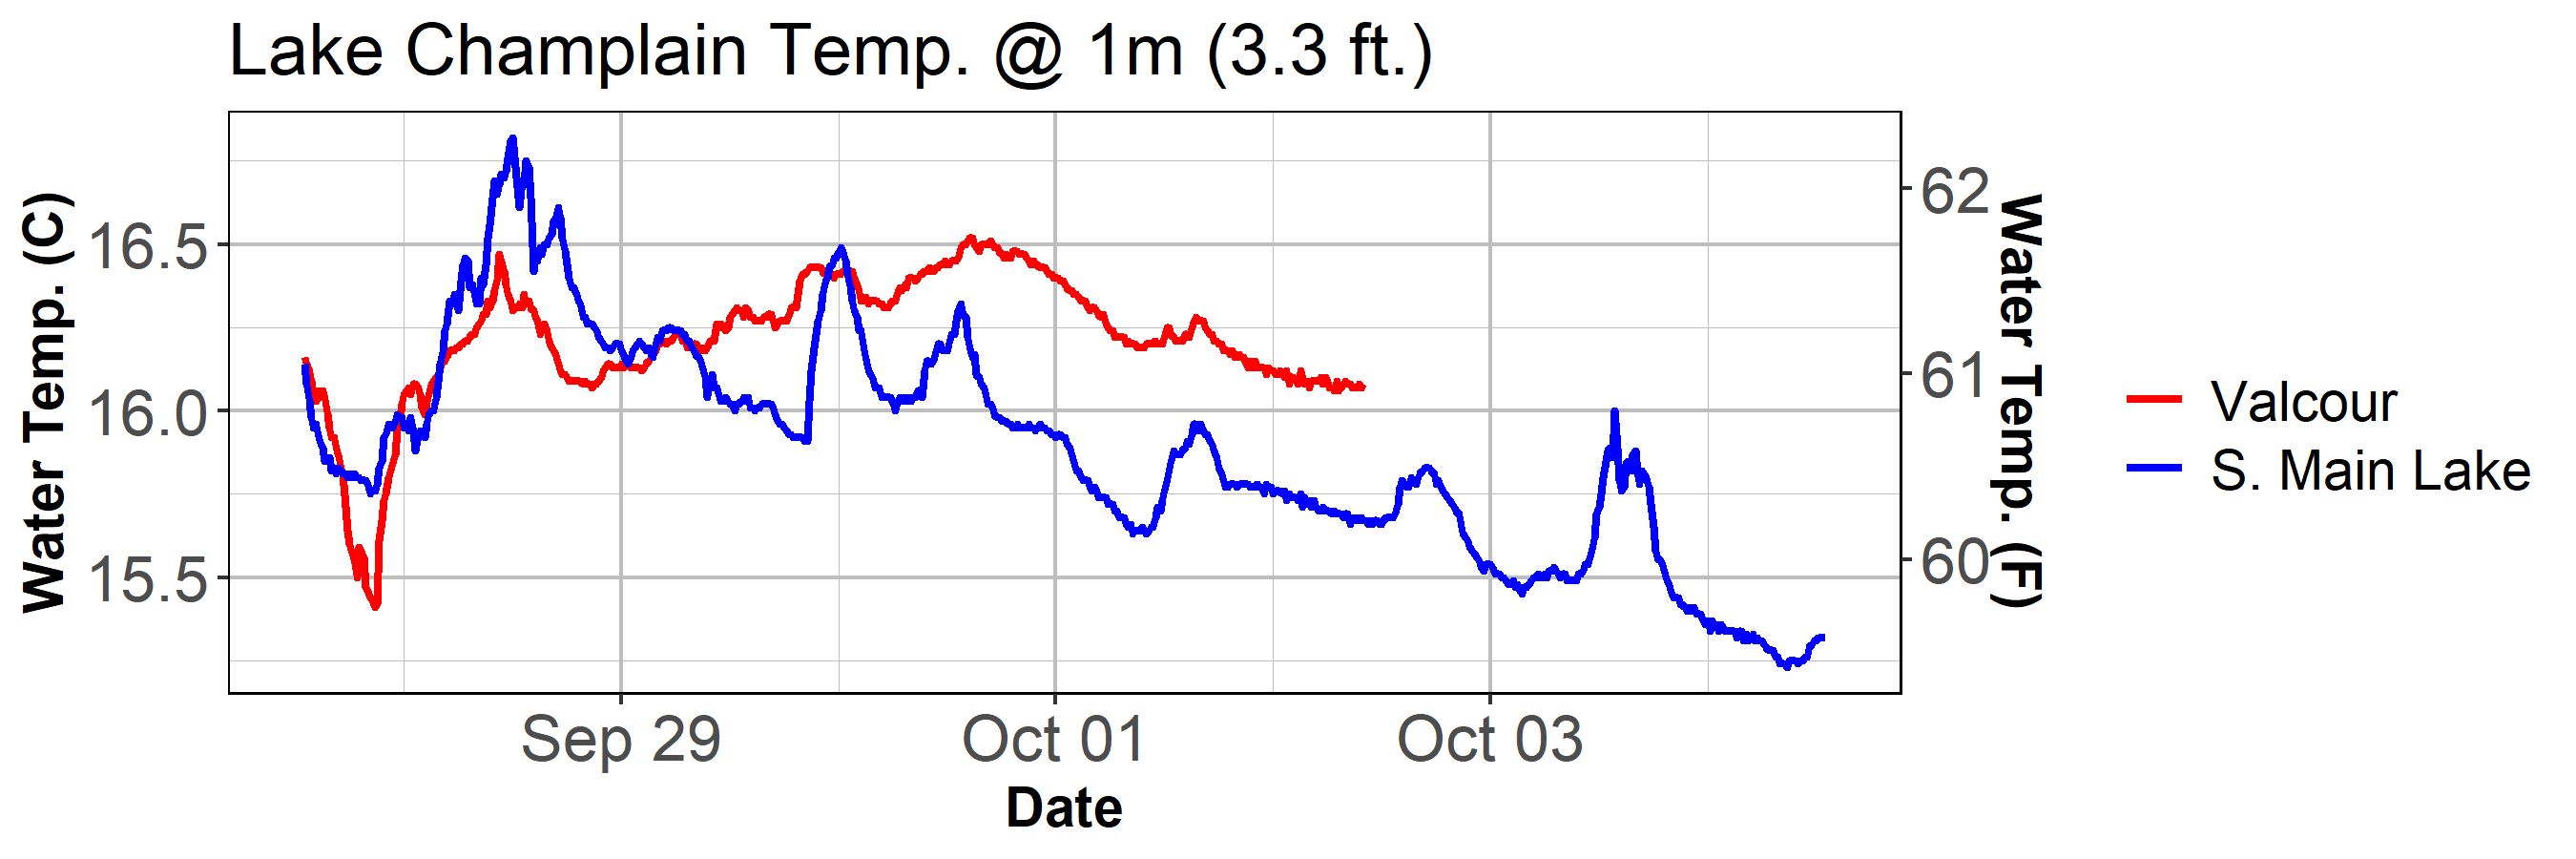 Lake Champlain Temp. @ 1m (3.3 ft.)
Water Temp. (C)
16.5
16.0
15.5
62
61
60
Water Temp. (F)
Sep 29
Oct 01
Oct 03
Date
Valcour
S. Main Lake